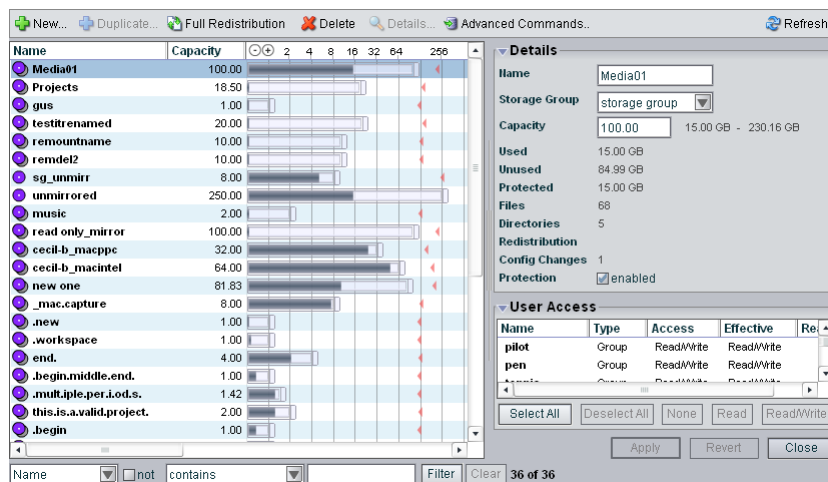 New... Duplicate... Full Redistribution Delete Details... Advanced Commands.. Refresh
Name Capacity 2 4 8 16 32 64 256
Media01 100.00
Projects 18.50
gus 1.00
testitrenamed 20.00
remountname 10.00
remdel2 10.00
sg_unmirr 8.00
unmirrored 250.00
music 2.00
read only_mirror 100.00
cecil-b_macppc 32.00
cecil-b_macintel 64.00
new one 81.83
_mac.capture 8.00
.new 1.00
.workspace 1.00
end. 4.00
.begin.middle.end. 1.00
.mult.iple.per.i.od.s. 1.42
this.is.a.valid.project. 2.00
.begin 1.00
Name not contains Filter Clear 36 of 36
Details
Name Media01
Storage Group storage group
Capacity 100.00 15.00 GB - 230.16 GB
Used 15.00 GB
Unused 84.99 GB
Protected 15.00 GB
Files 68
Directories 5
Redistribution
Config Changes 1
Protection enabled
User Access
Name Type Access Effective Re
pilot Group Read/Write Read/Write
pen Group Read/Write Read/Write
Group Read/Write Read/Write
Select All Deselect All None Read Read/Write
Apply Revert Close